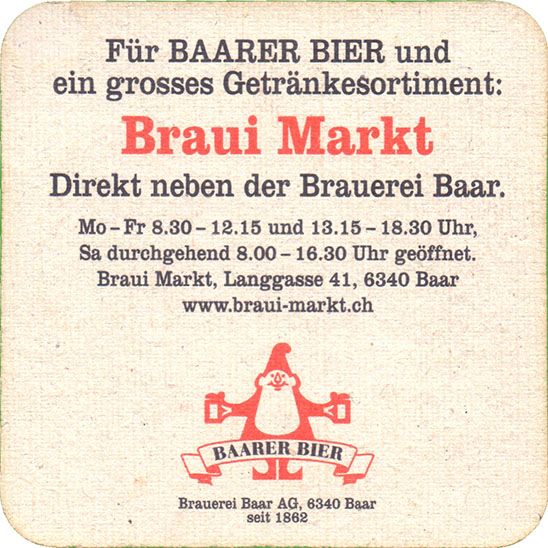 Für BAARER BIER und
ein grosses Getränkesortiment:
Braui Markt
Direkt neben der Brauerei Baar.
Mo – Fr 8.30 – 12.15 und 13.15 – 18.30 Uhr,
Sa durchgehend 8.00 – 16.30 Uhr geöffnet.
Braui Markt, Langgasse 41, 6340 Baar
www.braui-markt.ch
BAARER BIER
Brauerei Baar AG, 6340 Baar
seit 1862